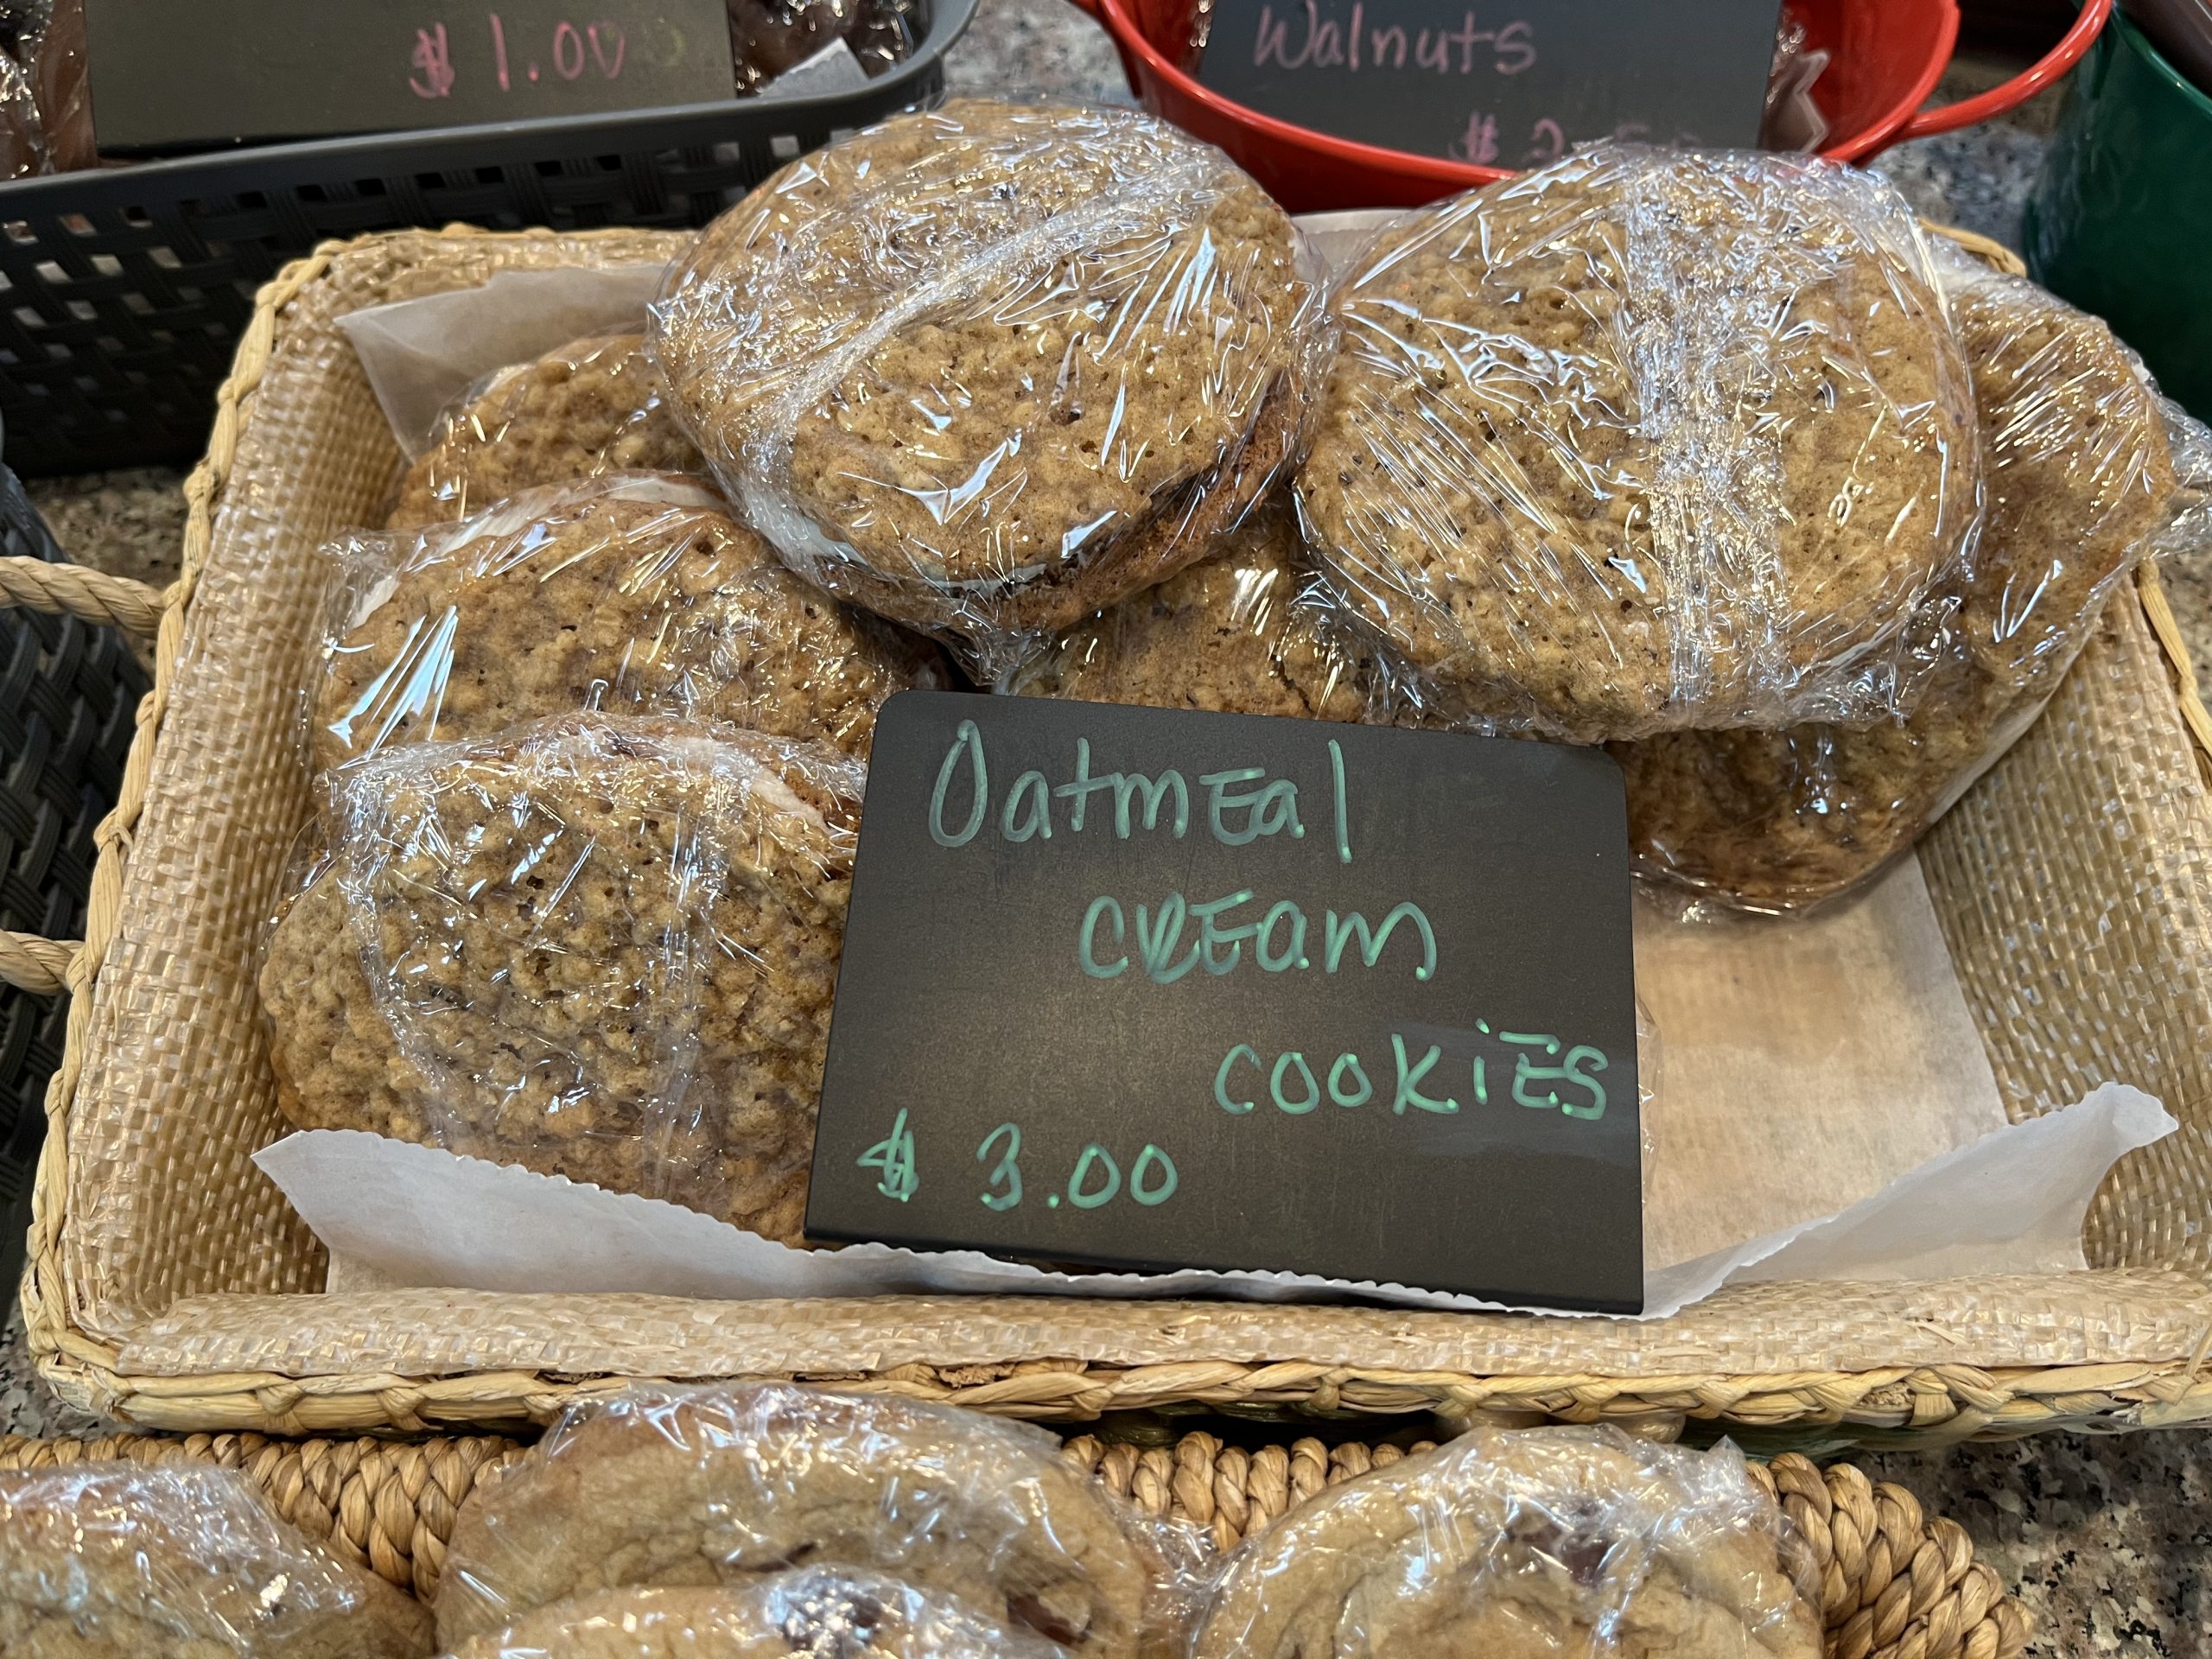 $ 1.00
Walnuts
Oatmeal
cream
cookies
$ 3.00